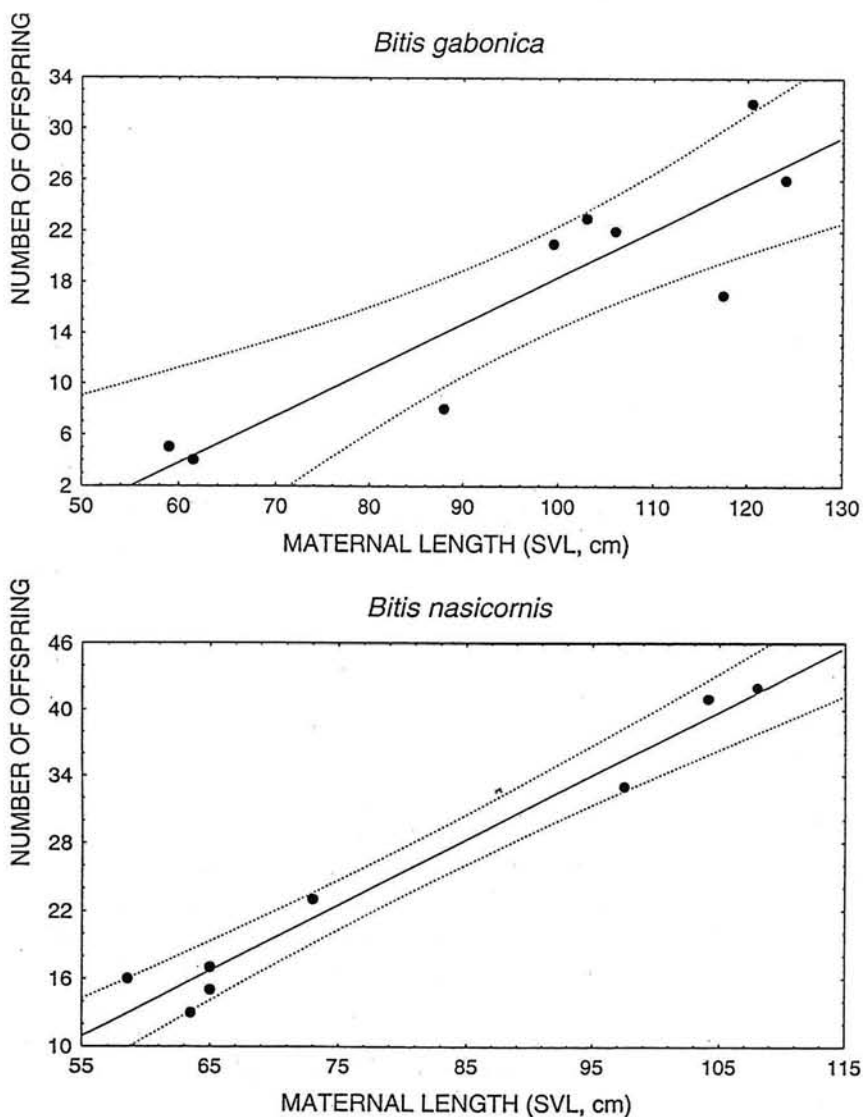 Bitis gabonica
NUMBER OF OFFSPRING
34
30
26
22
18
14
10
6
2
50 60 70 80 90 100 110 120 130
MATERNAL LENGTH (SVL, cm)
Bitis nasicornis
NUMBER OF OFFSPRING
46
40
34
28
22
16
10
55 65 75 85 95 105 115
MATERNAL LENGTH (SVL, cm)